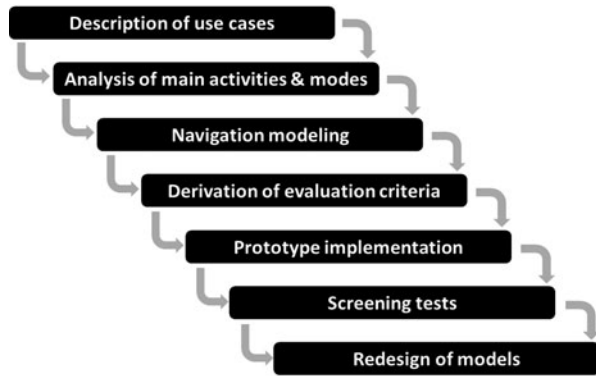 Description of use cases
Analysis of main activities & modes
Navigation modeling
Derivation of evaluation criteria
Prototype implementation
Screening tests
Redesign of models